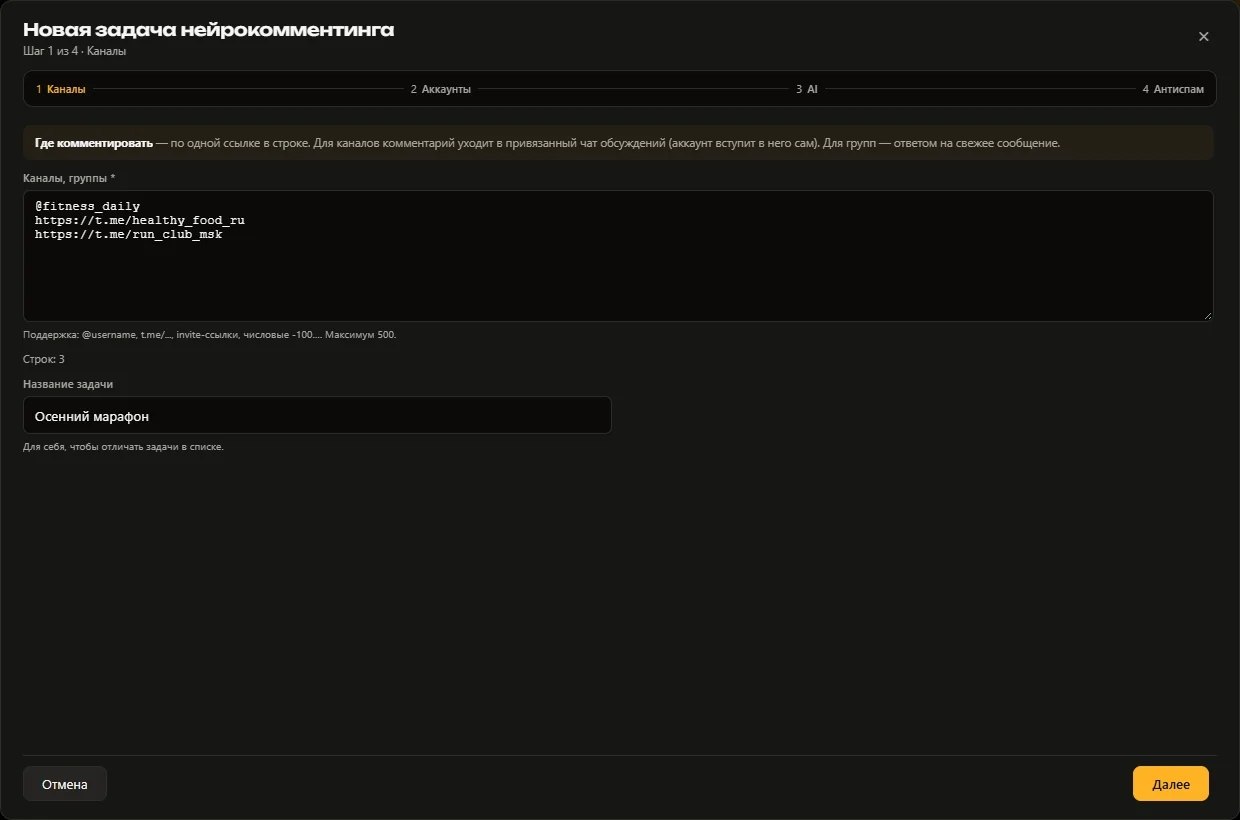 Новая задача нейрокомментинга
Шаг 1 из 4 · Каналы
1 Каналы
2 Аккаунты
3 AI
4 Антиспам
Где комментировать — по одной ссылке в строке. Для каналов комментарий уходит в привязанный чат обсуждений (аккаунт вступит в него сам). Для групп — ответом на свежее сообщение.
Каналы, группы *
@fitness_daily
https://t.me/healthy_food_ru
https://t.me/run_club_msk
Поддержка: @username, t.me/..., invite-ссылки, числовые -100.... Максимум 500.
Строк: 3
Название задачи
Осенний марафон
Для себя, чтобы отличать задачи в списке.
Отмена
Далее